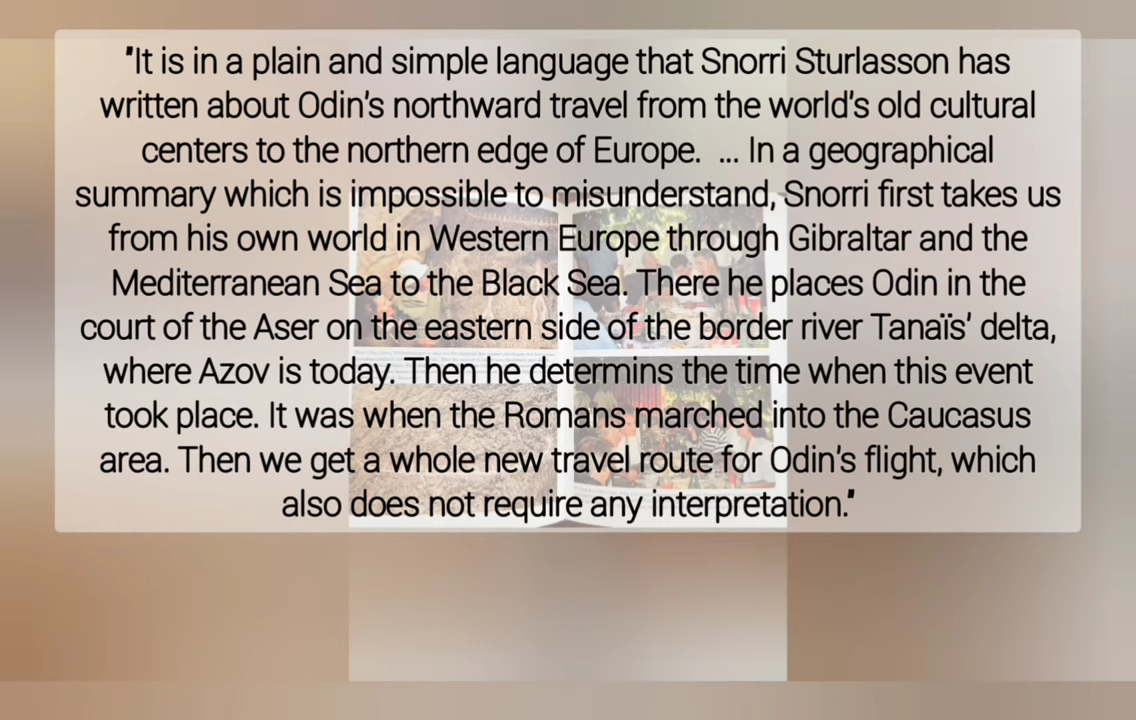 "It is in a plain and simple language that Snorri Sturlasson has
written about Odin's northward travel from the world's old cultural
centers to the northern edge of Europe. ... In a geographical
summary which is impossible to misunderstand, Snorri first takes us
from his own world in Western Europe through Gibraltar and the
Mediterranean Sea to the Black Sea. There he places Odin in the
court of the Aser on the eastern side of the border river Tanaïs' delta,
where Azov is today. Then he determins the time when this event
took place. It was when the Romans marched into the Caucasus
area. Then we get a whole new travel route for Odin's flight, which
also does not require any interpretation."